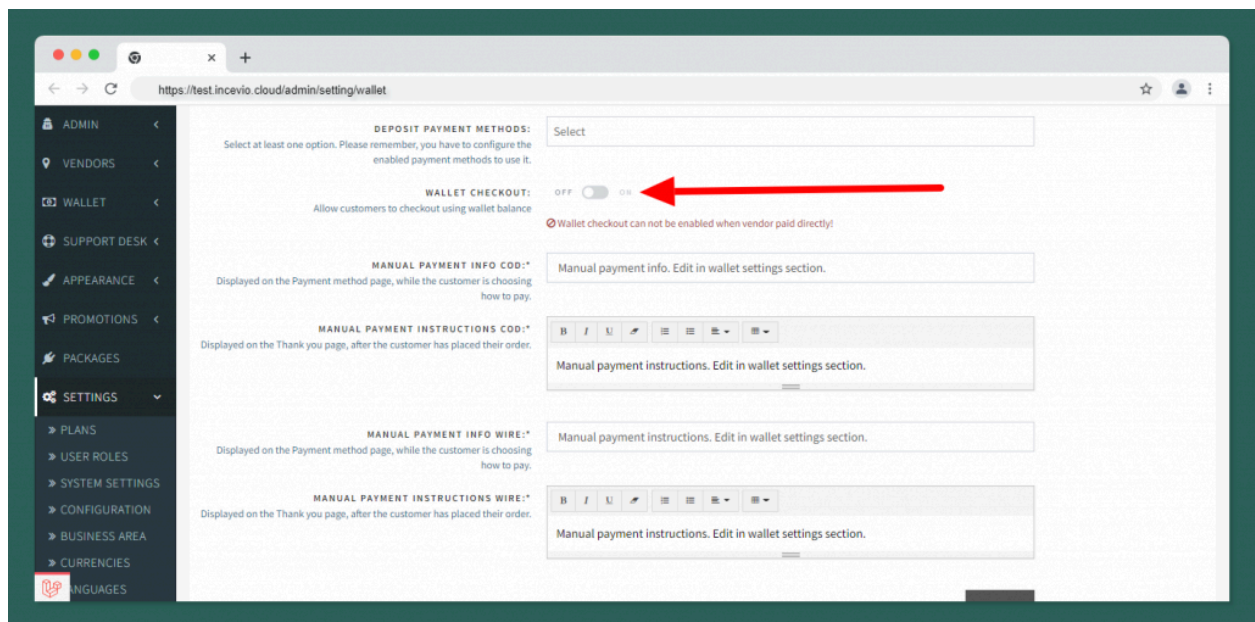 https://test.incevio.cloud/admin/setting/wallet
ADMIN
VENDORS
WALLET
SUPPORT DESK
APPEARANCE
PROMOTIONS
PACKAGES
SETTINGS
PLANS
USER ROLES
SYSTEM SETTINGS
CONFIGURATION
BUSINESS AREA
CURRENCIES
ANGUAGES
DEPOSIT PAYMENT METHODS:
Select at least one option. Please remember, you have to configure the
enabled payment methods to use it.
Select
WALLET CHECKOUT:
Allow customers to checkout using wallet balance
OFF ON
Wallet checkout can not be enabled when vendor paid directly!
MANUAL PAYMENT INFO COD:*
Displayed on the Payment method page, while the customer is choosing
how to pay.
Manual payment info. Edit in wallet settings section.
MANUAL PAYMENT INSTRUCTIONS COD:*
Displayed on the Thank you page, after the customer has placed their order.
B I U
Manual payment instructions. Edit in wallet settings section.
MANUAL PAYMENT INFO WIRE:*
Displayed on the Payment method page, while the customer is choosing
how to pay.
Manual payment instructions. Edit in wallet settings section.
MANUAL PAYMENT INSTRUCTIONS WIRE:*
Displayed on the Thank you page, after the customer has placed their order.
B I U
Manual payment instructions. Edit in wallet settings section.